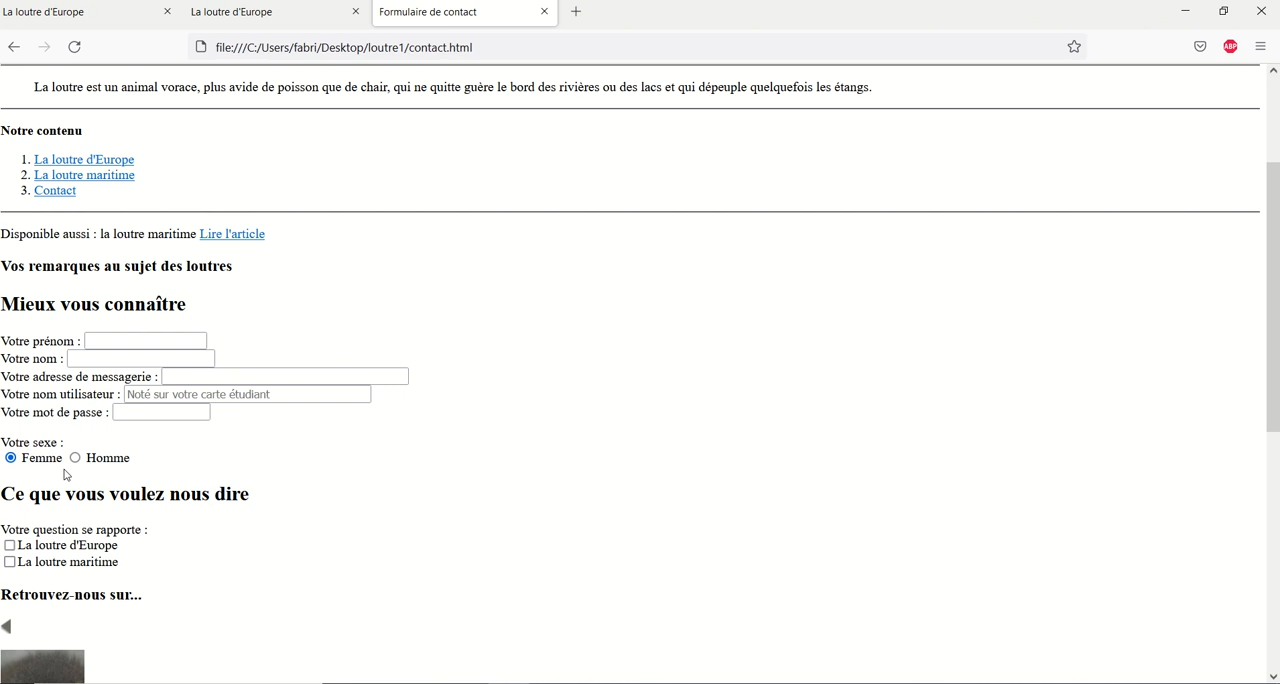 La loutre d'Europe
La loutre d'Europe
Formulaire de contact
file:///C:/Users/fabri/Desktop/loutre1/contact.html
ABP
La loutre est un animal vorace, plus avide de poisson que de chair, qui ne quitte guère le bord des rivières ou des lacs et qui dépeuple quelquefois les étangs.
Notre contenu
1. La loutre d'Europe
2. La loutre maritime
3. Contact
Disponible aussi : la loutre maritime Lire l'article
Vos remarques au sujet des loutres
Mieux vous connaître
Votre prénom :
Votre nom :
Votre adresse de messagerie :
Votre nom utilisateur : Noté sur votre carte étudiant
Votre mot de passe :
Votre sexe :
Femme Homme
Ce que vous voulez nous dire
Votre question se rapporte :
La loutre d'Europe
La loutre maritime
Retrouvez-nous sur...